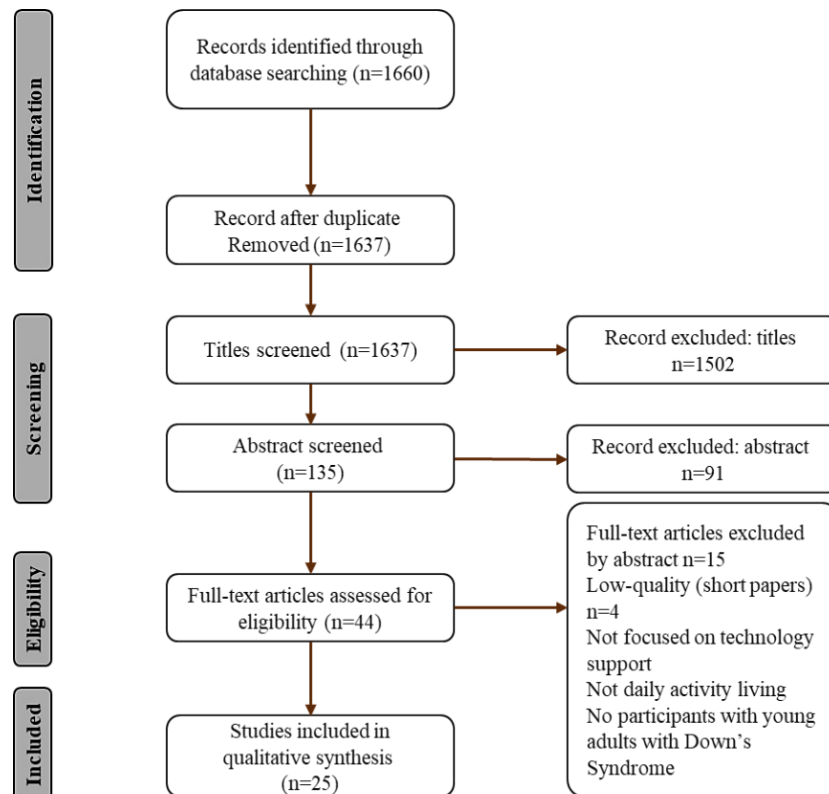 Identification
Records identified through
database searching (n=1660)
Record after duplicate
Removed (n=1637)
Screening
Titles screened (n=1637)
Record excluded: titles
n=1502
Abstract screened
(n=135)
Record excluded: abstract
n=91
Eligibility
Full-text articles assessed for
eligibility (n=44)
Full-text articles excluded
by abstract n=15
Low-quality (short papers)
n=4
Not focused on technology
support
Not daily activity living
No participants with young
adults with Down's
Syndrome
Included
Studies included in
qualitative synthesis
(n=25)